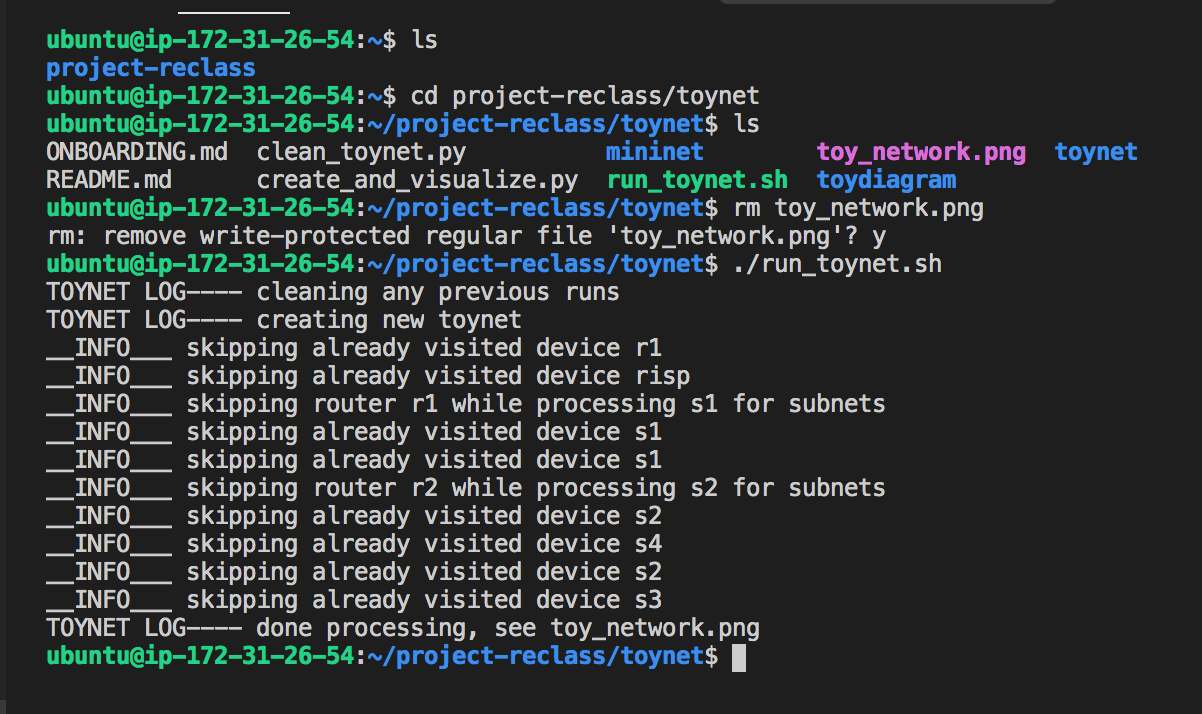 ubuntu@ip-172-31-26-54:~$ ls
project-reclass
ubuntu@ip-172-31-26-54:~$ cd project-reclass/toynet
ubuntu@ip-172-31-26-54:~/project-reclass/toynet$ ls
ONBOARDING.md  clean_toynet.py          mininet        toy_network.png  toynet
README.md      create_and_visualize.py  run_toynet.sh  toydiagram
ubuntu@ip-172-31-26-54:~/project-reclass/toynet$ rm toy_network.png
rm: remove write-protected regular file 'toy_network.png'? y
ubuntu@ip-172-31-26-54:~/project-reclass/toynet$ ./run_toynet.sh
TOYNET LOG---- cleaning any previous runs
TOYNET LOG---- creating new toynet
__INFO___ skipping already visited device r1
__INFO___ skipping already visited device risp
__INFO___ skipping router r1 while processing s1 for subnets
__INFO___ skipping already visited device s1
__INFO___ skipping already visited device s1
__INFO___ skipping router r2 while processing s2 for subnets
__INFO___ skipping already visited device s2
__INFO___ skipping already visited device s4
__INFO___ skipping already visited device s2
__INFO___ skipping already visited device s3
TOYNET LOG---- done processing, see toy_network.png
ubuntu@ip-172-31-26-54:~/project-reclass/toynet$